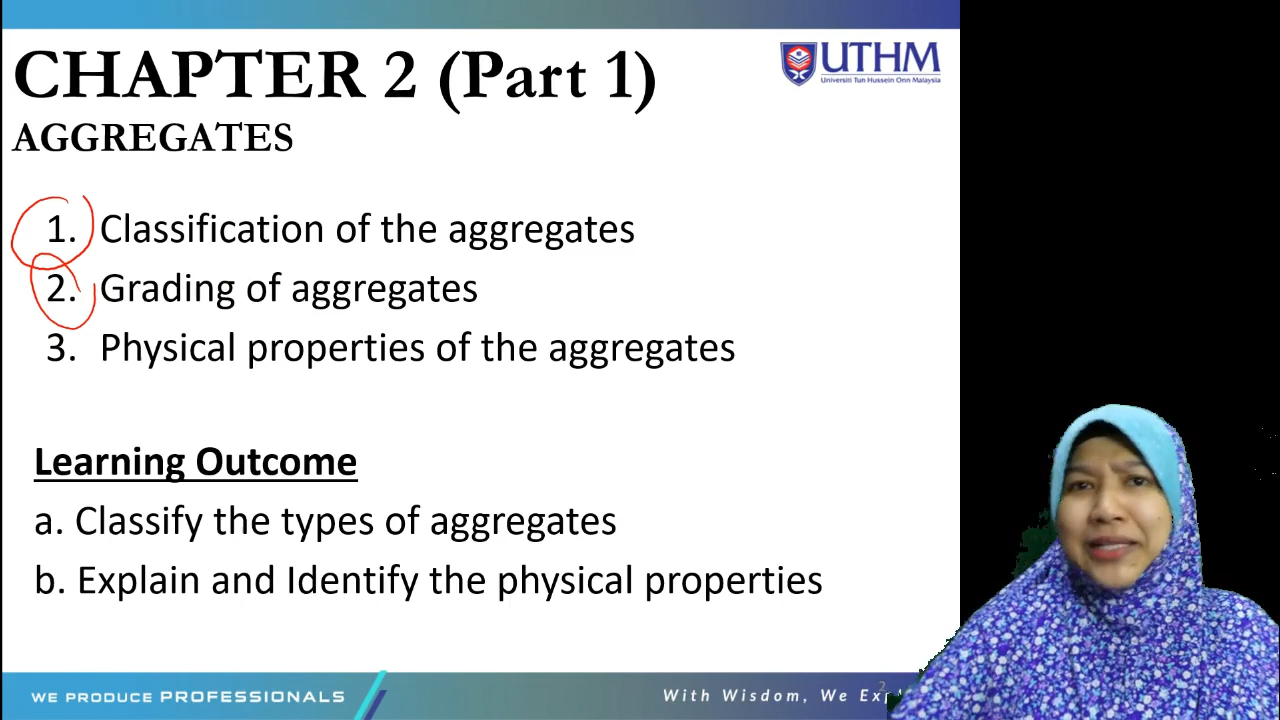 CHAPTER 2 (Part 1)
UTHM
Universiti Tun Hussein Onn Malaysia
AGGREGATES
1. Classification of the aggregates
2. Grading of aggregates
3. Physical properties of the aggregates
Learning Outcome
a. Classify the types of aggregates
b. Explain and Identify the physical properties
WE PRODUCE PROFESSIONALS
With Wisdom, We
2